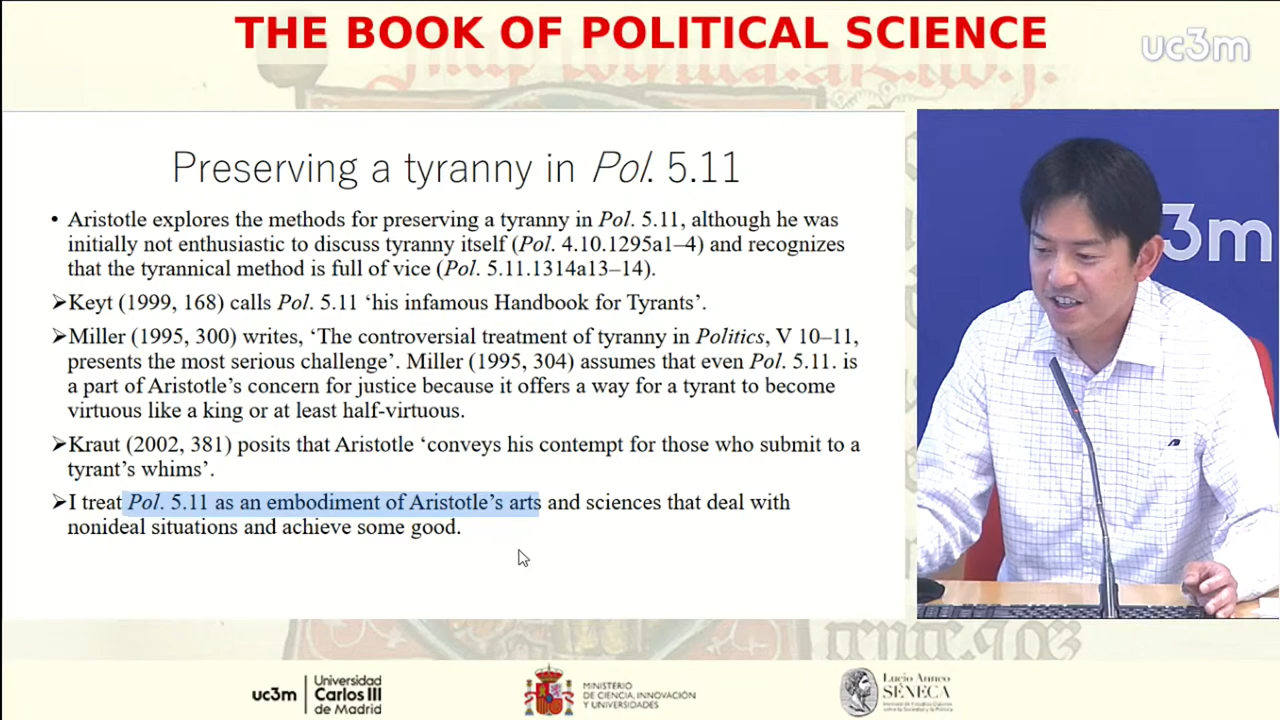 THE BOOK OF POLITICAL SCIENCE
uc3m
Preserving a tyranny in Pol. 5.11
• Aristotle explores the methods for preserving a tyranny in Pol. 5.11, although he was
initially not enthusiastic to discuss tyranny itself (Pol. 4.10.1295a1–4) and recognizes
that the tyrannical method is full of vice (Pol. 5.11.1314a13–14).
➢Keyt (1999, 168) calls Pol. 5.11 ‘his infamous Handbook for Tyrants’.
➢Miller (1995, 300) writes, ‘The controversial treatment of tyranny in Politics, V 10–11,
presents the most serious challenge’. Miller (1995, 304) assumes that even Pol. 5.11. is
a part of Aristotle’s concern for justice because it offers a way for a tyrant to become
virtuous like a king or at least half-virtuous.
➢Kraut (2002, 381) posits that Aristotle ‘conveys his contempt for those who submit to a
tyrant’s whims’.
➢I treat Pol. 5.11 as an embodiment of Aristotle’s arts and sciences that deal with
nonideal situations and achieve some good.
3m
uc3m
Universidad
Carlos III
de Madrid
MINISTERIO
DE CIENCIA, INNOVACIÓN
Y UNIVERSIDADES
Lucio Anneo
SÉNECA